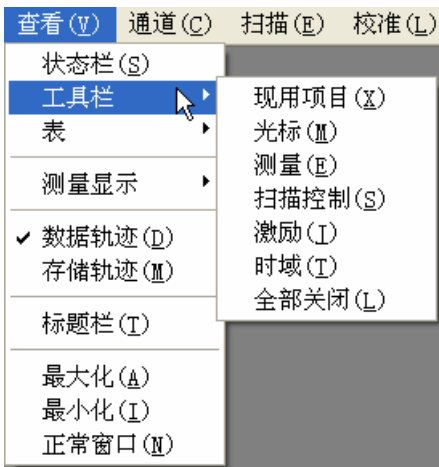 查看(V) 通道(C) 扫描(E) 校准(L)
状态栏(S)
工具栏
表
测量显示
数据轨迹(D)
存储轨迹(M)
标题栏(T)
最大化(A)
最小化(I)
正常窗口(N)
现用项目(X)
光标(M)
测量(E)
扫描控制(S)
激励(I)
时域(T)
全部关闭(L)